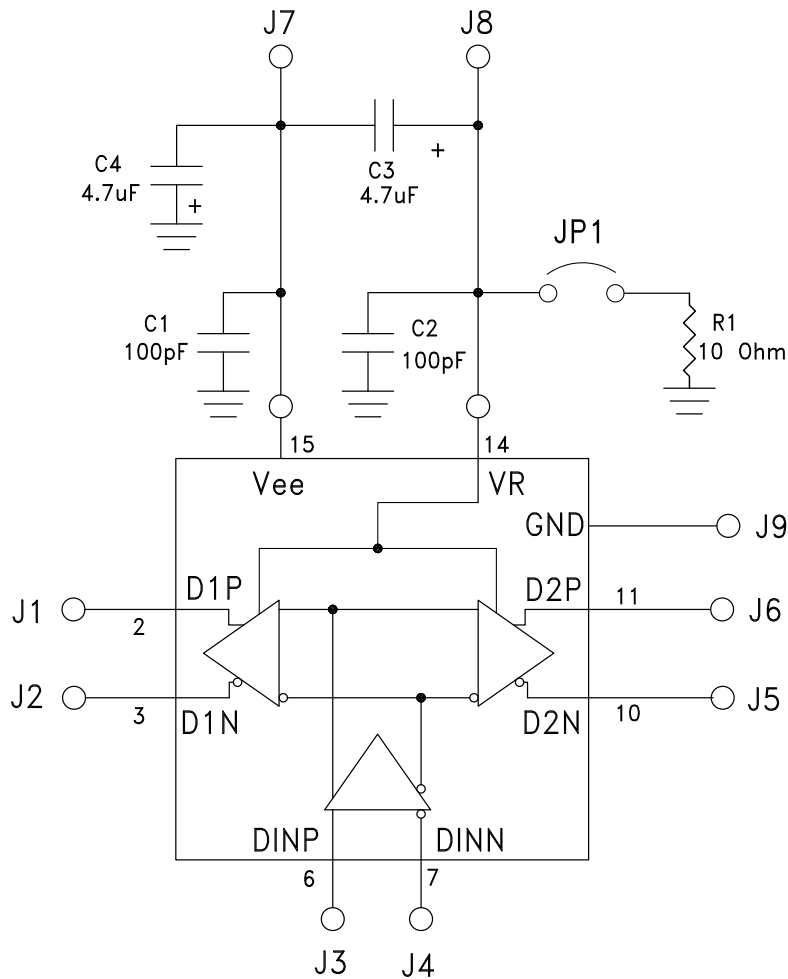 J7
J8
C4
4.7uF
+
C3
4.7uF
+
JP1
C1
100pF
C2
100pF
R1
10 Ohm
15
14
Vee
VR
GND
J9
J1
D1P
2
D2P
11
J6
J2
3
D1N
D2N
10
J5
DINP
DINN
6
7
J3
J4